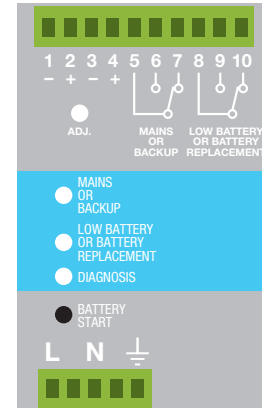 1 2 3 4 5 6 7 8 9 10
– + – +
ADJ.
MAINS
OR
BACKUP
LOW BATTERY
OR BATTERY
REPLACEMENT
MAINS
OR
BACKUP
LOW BATTERY
OR BATTERY
REPLACEMENT
DIAGNOSIS
BATTERY
START
L N